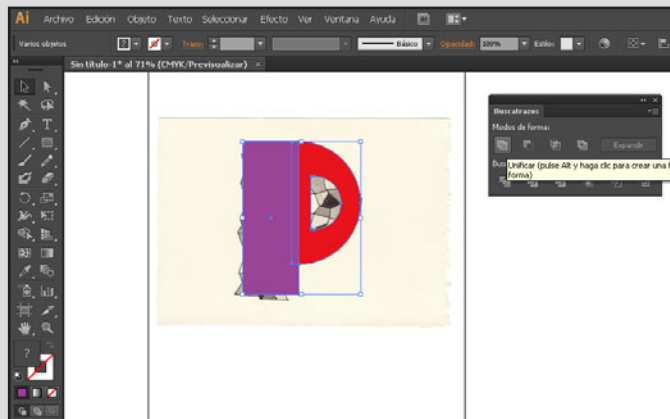 Ai Archivo Edición Objeto Texto Seleccionar Efecto Ver Ventana Ayuda
Varios objetos ? Trazo: Básico Opacidad: 100% Estilo:
Sin título-1* al 71% (CMYK/Previsualizar) ×
Buscatrazos
Modos de forma:
Expandir
Unificar (pulse Alt y haga clic para crear una
forma)
?